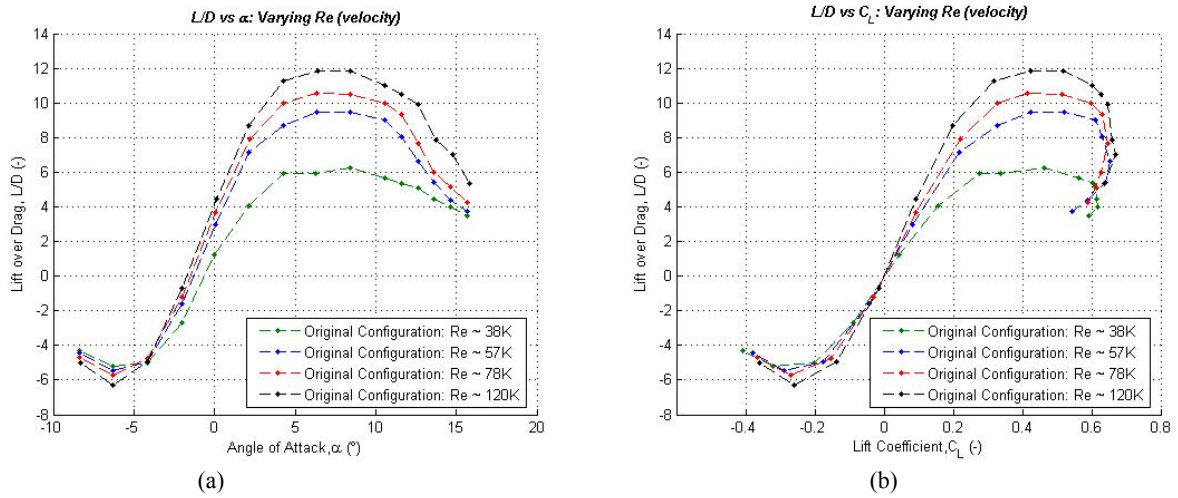 L/D vs α: Varying Re (velocity)
14
12
10
8
6
4
2
0
-2
-4
-6
-8
-10
-5
0
5
10
15
20
Lift over Drag, L/D (-)
Angle of Attack,α (°)
Original Configuration: Re ~ 38K
Original Configuration: Re ~ 57K
Original Configuration: Re ~ 78K
Original Configuration: Re ~ 120K
(a)
L/D vs C_L: Varying Re (velocity)
14
12
10
8
6
4
2
0
-2
-4
-6
-8
-0.4
-0.2
0
0.2
0.4
0.6
0.8
Lift over Drag, L/D (-)
Lift Coefficient,C_L (-)
Original Configuration: Re ~ 38K
Original Configuration: Re ~ 57K
Original Configuration: Re ~ 78K
Original Configuration: Re ~ 120K
(b)